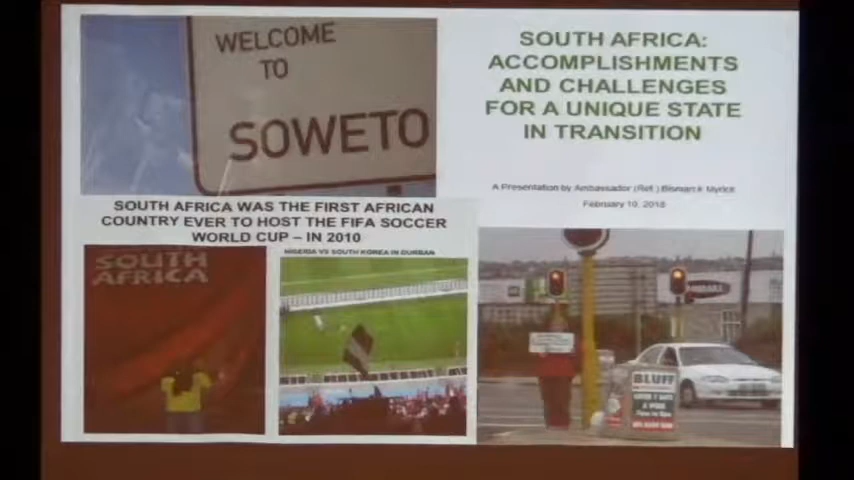 WELCOME
TO
SOWETO
SOUTH AFRICA:
ACCOMPLISHMENTS
AND CHALLENGES
FOR A UNIQUE STATE
IN TRANSITION
A Presentation by Ambassador (Ret.) Bismarck Myrick
February 10, 2018
SOUTH AFRICA WAS THE FIRST AFRICAN
COUNTRY EVER TO HOST THE FIFA SOCCER
WORLD CUP – IN 2010
NIGERIA VS SOUTH KOREA IN DURBAN
SOUTH
AFRICA
BLUFF